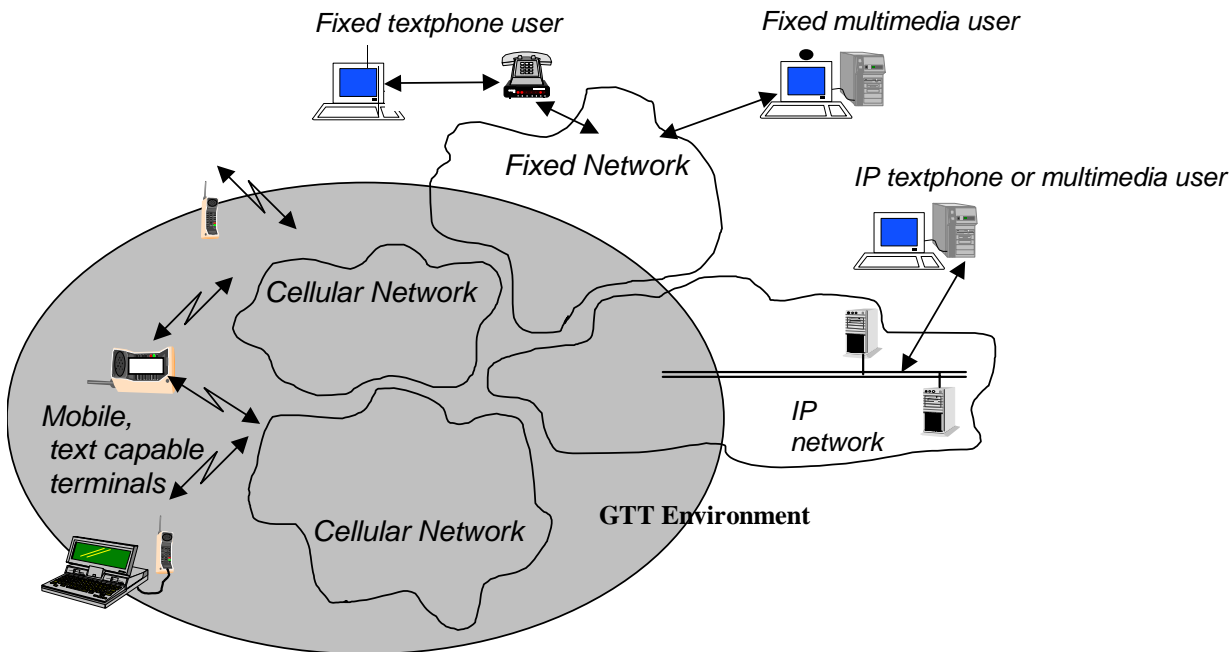 Fixed textphone user
Fixed multimedia user
Fixed Network
IP textphone or multimedia user
Cellular Network
Mobile,
text capable
terminals
IP
network
Cellular Network
GTT Environment